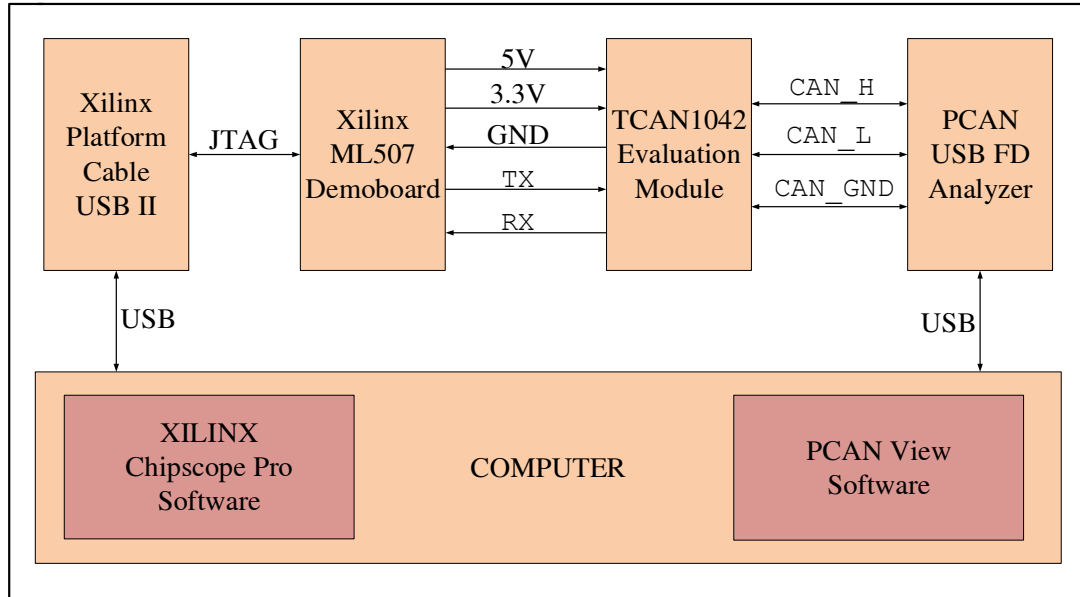 Xilinx
Platform
Cable
USB II
JTAG
Xilinx
ML507
Demoboard
5V
3.3V
GND
TX
RX
TCAN1042
Evaluation
Module
CAN_H
CAN_L
CAN_GND
PCAN
USB FD
Analyzer
USB
USB
XILINX
Chipscope Pro
Software
COMPUTER
PCAN View
Software